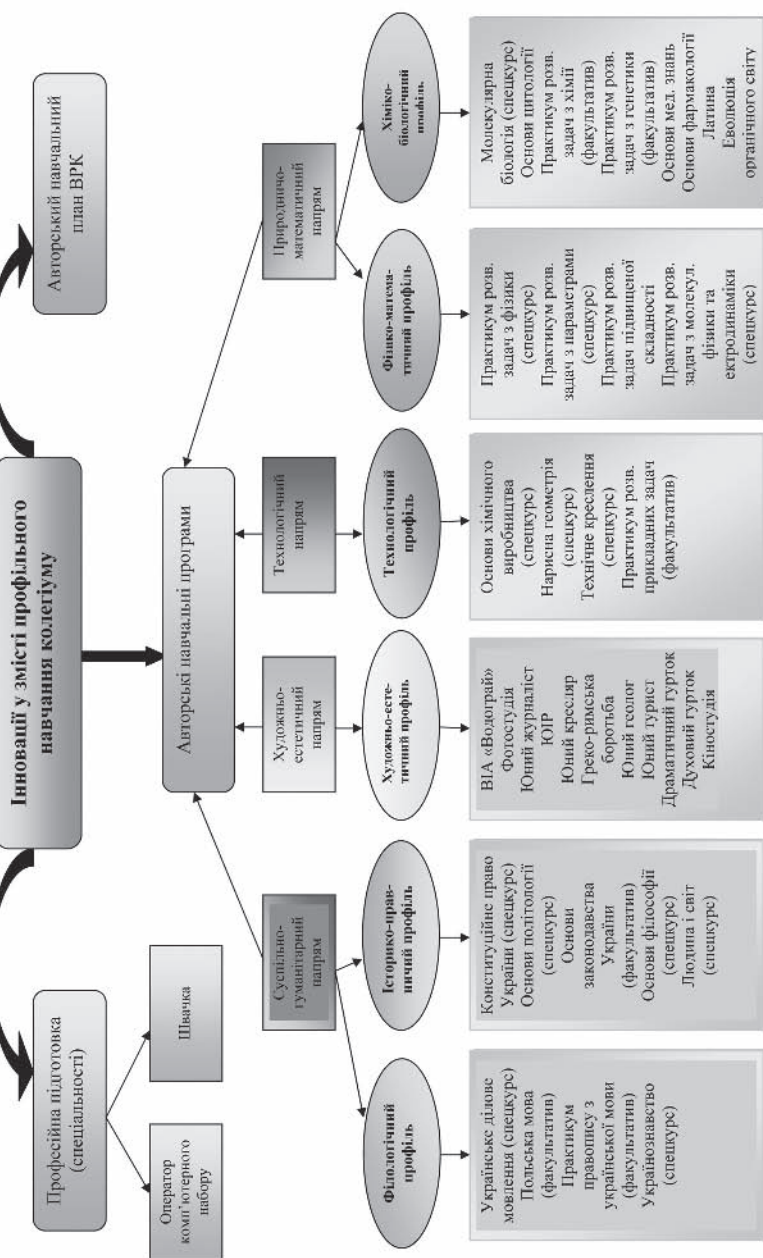 Інновації у змісті профільного
навчання колегіуму
Професійна підготовка
(спеціальності)
Авторський навчальний
план ВРК
Оператор
комп’ютерного
набору
Швачка
Авторські навчальні програми
Суспільно-
гуманітарний
напрям
Художньо-
естетичний
напрям
Технологічний
напрям
Природничо-
математичний
напрям
Філологічний
профіль
Історико-прав-
ничий профіль
Художньо-есте-
тичний профіль
Технологічний
профіль
Фізико-матема-
тичний профіль
Хіміко-
біологічний
профіль
Українське ділове
мовлення (спецкурс)
Польська мова
(факультатив)
Практикум
правопису з
української мови
(факультатив)
Українознавство
(спецкурс)
Конституційне право
України (спецкурс)
Основи політології
(спецкурс)
Основи
законодавства
України
(факультатив)
Основи філософії
(спецкурс)
Людина і світ
(спецкурс)
ВІА «Водограй»
Фотостудія
Юний журналіст
ЮІР
Юний кресляр
Греко-римська
боротьба
Юний геолог
Юний турист
Драматичний гурток
Духовий гурток
Кіностудія
Основи хімічного
виробництва
(спецкурс)
Нарисна геометрія
(спецкурс)
Технічне креслення
(спецкурс)
Практикум розв.
прикладних задач
(факультатив)
Практикум розв.
задач з фізики
(спецкурс)
Практикум розв.
задач з параметрами
(спецкурс)
Практикум розв.
задач підвищеної
складності
Практикум розв.
задач з молекул.
фізики та
ектродинаміки
(спецкурс)
Молекулярна
біологія (спецкурс)
Основи цитології
Практикум розв.
задач з хімії
(факультатив)
Практикум розв.
задач з генетики
(факультатив)
Основи мед. знань
Основи фармакології
Латина
Еволюція
органічного світу